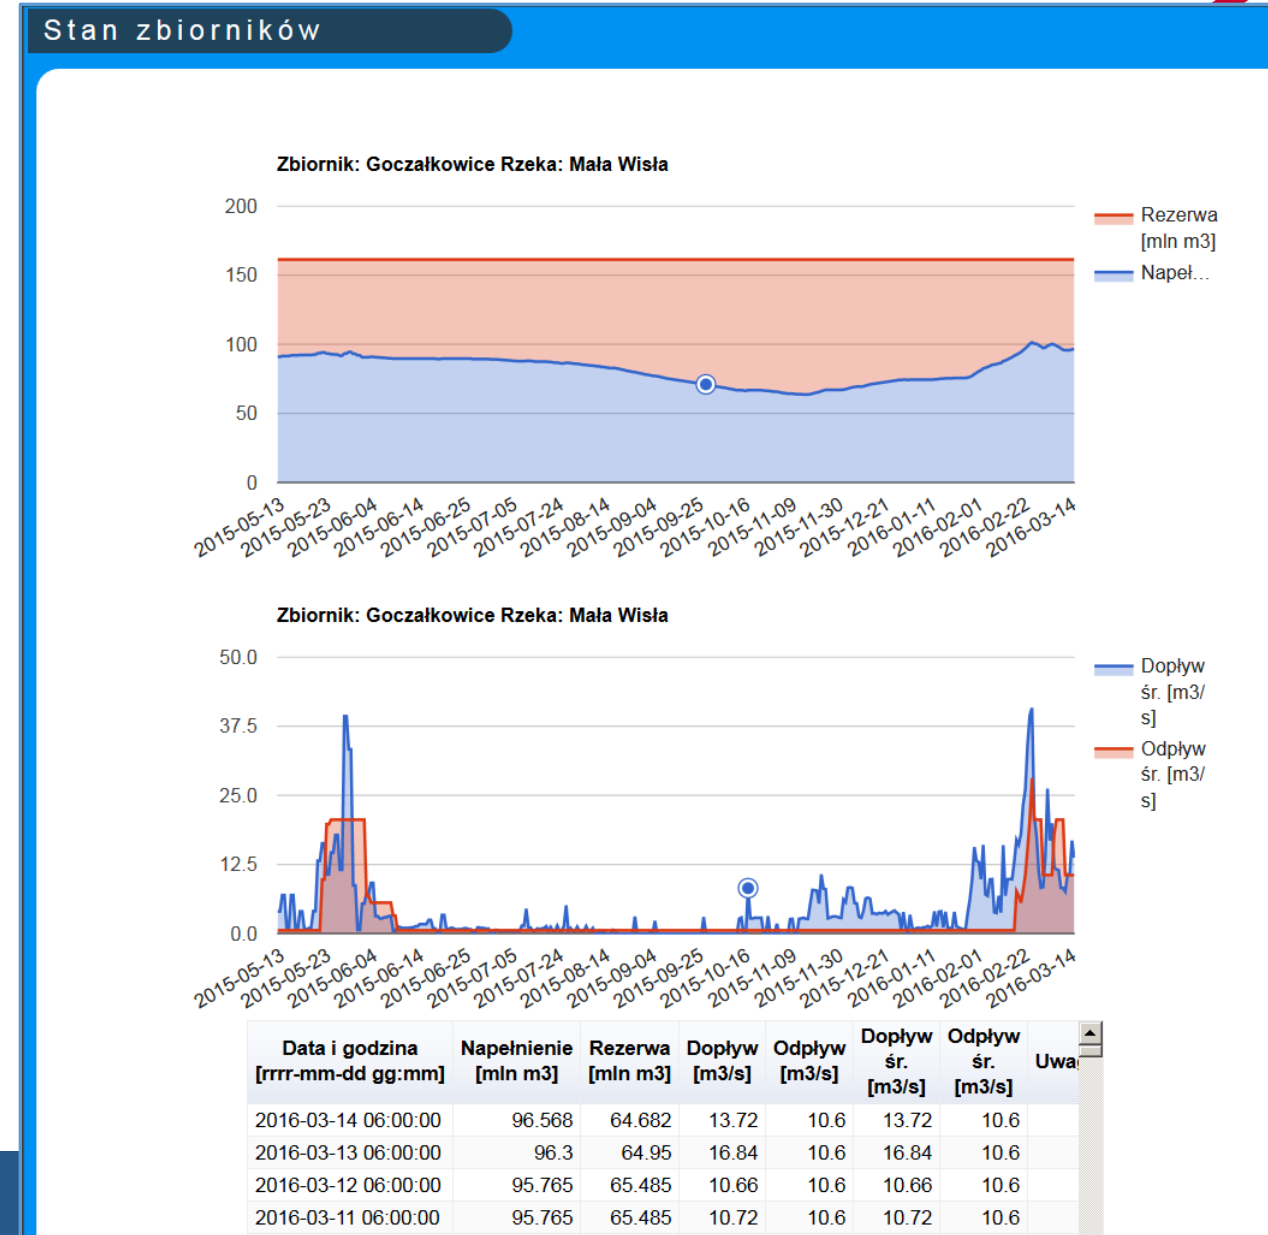 Stan zbiorników
Zbiornik: Goczałkowice Rzeka: Mała Wisła
200
150
100
50
0
Rezerwa
[mln m3]
Napeł...
2015-05-13 2015-05-23 2015-06-04 2015-06-14 2015-06-25 2015-07-05 2015-07-24 2015-08-14 2015-09-04 2015-09-25 2015-10-16 2015-11-09 2015-11-30 2015-12-21 2016-01-11 2016-02-01 2016-02-22 2016-03-14
Zbiornik: Goczałkowice Rzeka: Mała Wisła
50.0
37.5
25.0
12.5
0.0
Dopływ
śr. [m3/
s]
Odpływ
śr. [m3/
s]
2015-05-13 2015-05-23 2015-06-04 2015-06-14 2015-06-25 2015-07-05 2015-07-24 2015-08-14 2015-09-04 2015-09-25 2015-10-16 2015-11-09 2015-11-30 2015-12-21 2016-01-11 2016-02-01 2016-02-22 2016-03-14
Data i godzina [rrrr-mm-dd gg:mm] Napełnienie [mln m3] Rezerwa [mln m3] Dopływ [m3/s] Odpływ [m3/s] Dopływ śr. [m3/s] Odpływ śr. [m3/s]
2016-03-14 06:00:00 96.568 64.682 13.72 10.6 13.72 10.6
2016-03-13 06:00:00 96.3 64.95 16.84 10.6 16.84 10.6
2016-03-12 06:00:00 95.765 65.485 10.66 10.6 10.66 10.6
2016-03-11 06:00:00 95.765 65.485 10.72 10.6 10.72 10.6